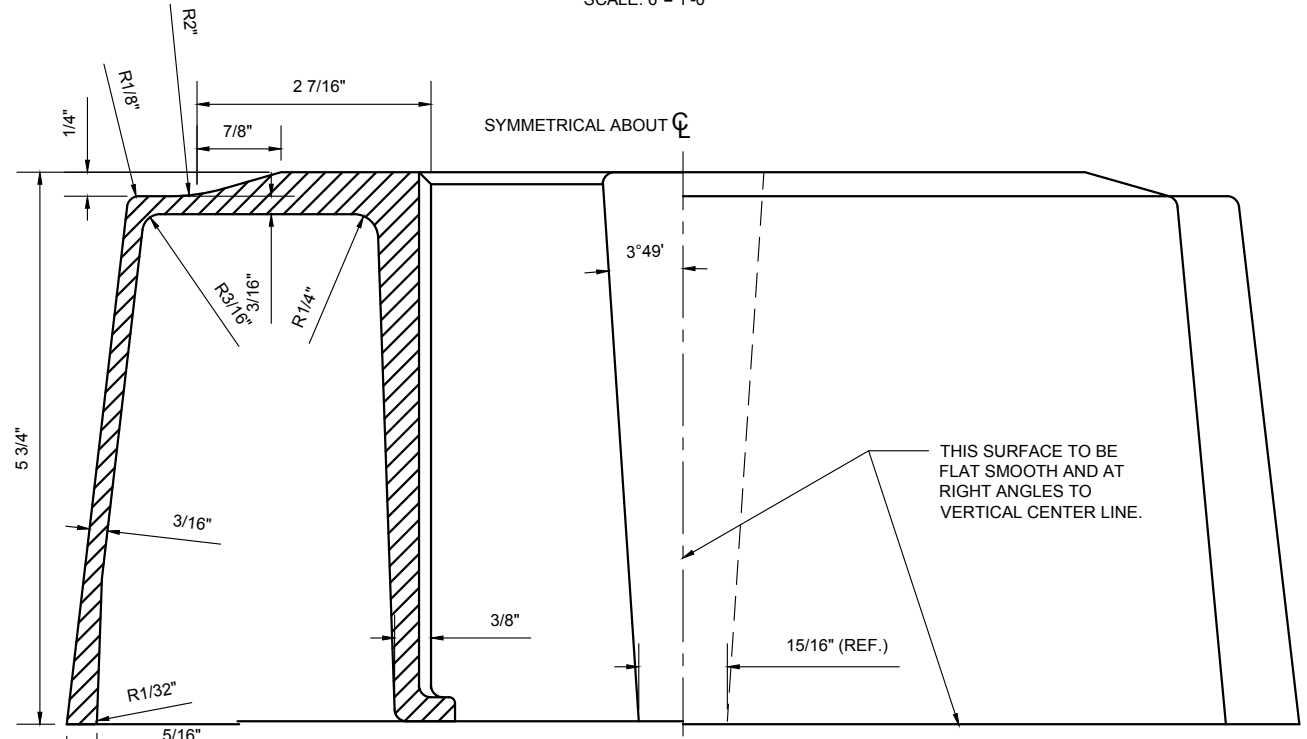 R2"
R1/8"
2 7/16"
1/4"
7/8"
SYMMETRICAL ABOUT ℄
3°49'
R3/16"
3/16"
R1/4"
5 3/4"
THIS SURFACE TO BE
FLAT SMOOTH AND AT
RIGHT ANGLES TO
VERTICAL CENTER LINE.
3/16"
3/8"
15/16" (REF.)
R1/32"
5/16"